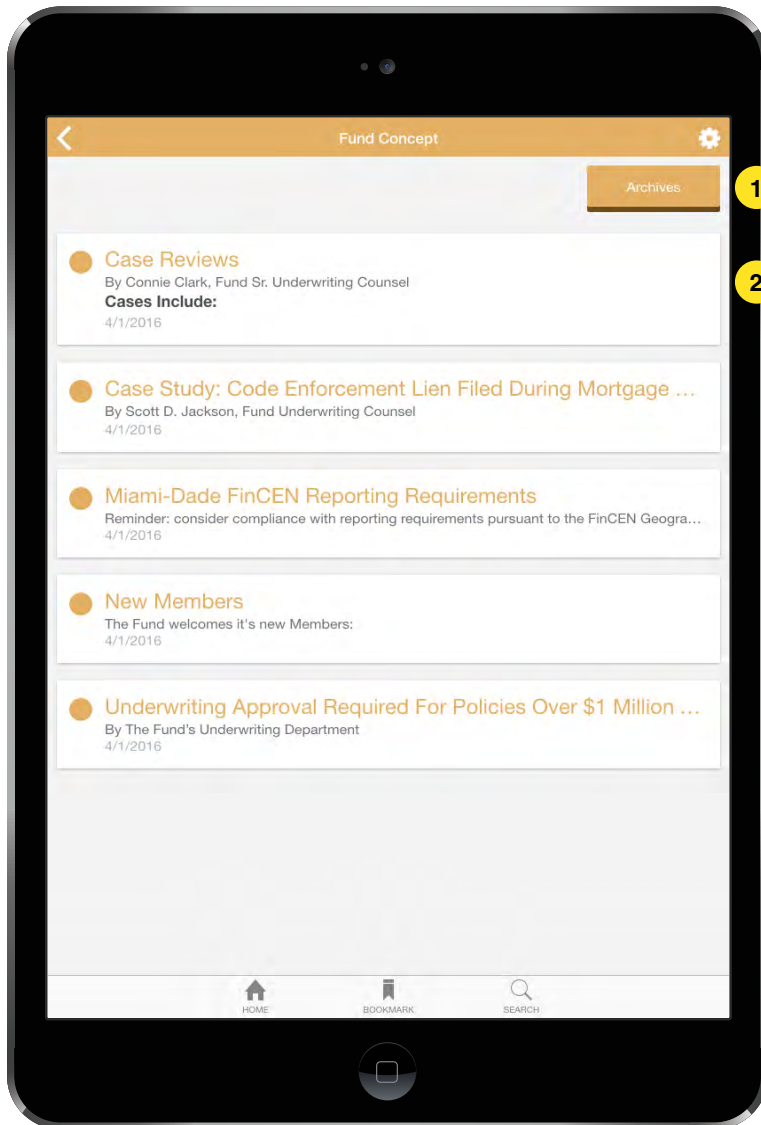 Fund Concept
Archives
1
Case Reviews
By Connie Clark, Fund Sr. Underwriting Counsel
Cases Include:
4/1/2016
2
Case Study: Code Enforcement Lien Filed During Mortgage ...
By Scott D. Jackson, Fund Underwriting Counsel
4/1/2016
Miami-Dade FinCEN Reporting Requirements
Reminder: consider compliance with reporting requirements pursuant to the FinCEN Geogra...
4/1/2016
New Members
The Fund welcomes it's new Members:
4/1/2016
Underwriting Approval Required For Policies Over $1 Million ...
By The Fund's Underwriting Department
4/1/2016
HOME BOOKMARK SEARCH